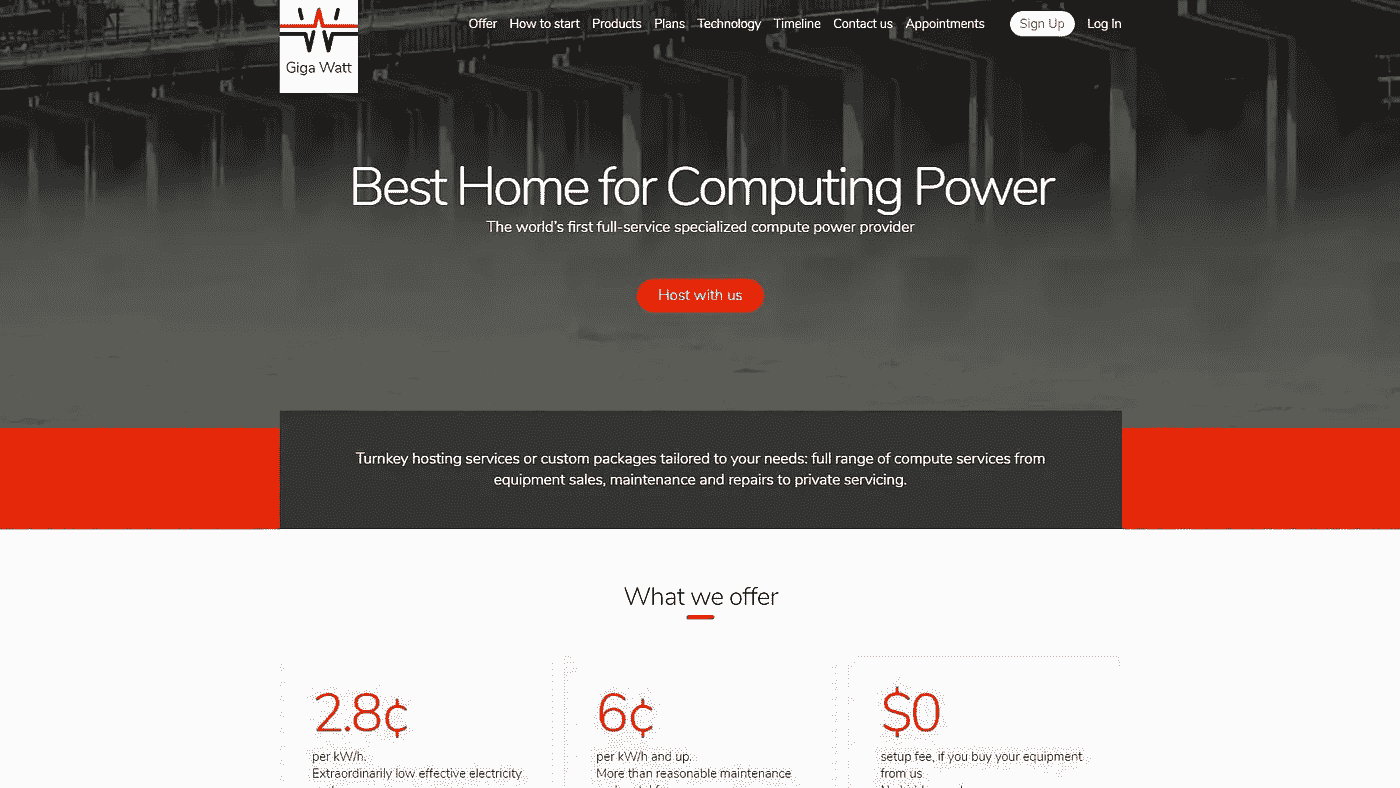 Giga Watt
Offer How to start Products Plans Technology Timeline Contact us Appointments Sign Up Log In
Best Home for Computing Power
The world's first full-service specialized compute power provider
Host with us
Turnkey hosting services or custom packages tailored to your needs: full range of compute services from
equipment sales, maintenance and repairs to private servicing.
What we offer
2.8¢
per kW/h.
Extraordinarily low effective electricity
6¢
per kW/h and up.
More than reasonable maintenance
$0
setup fee, if you buy your equipment
from us